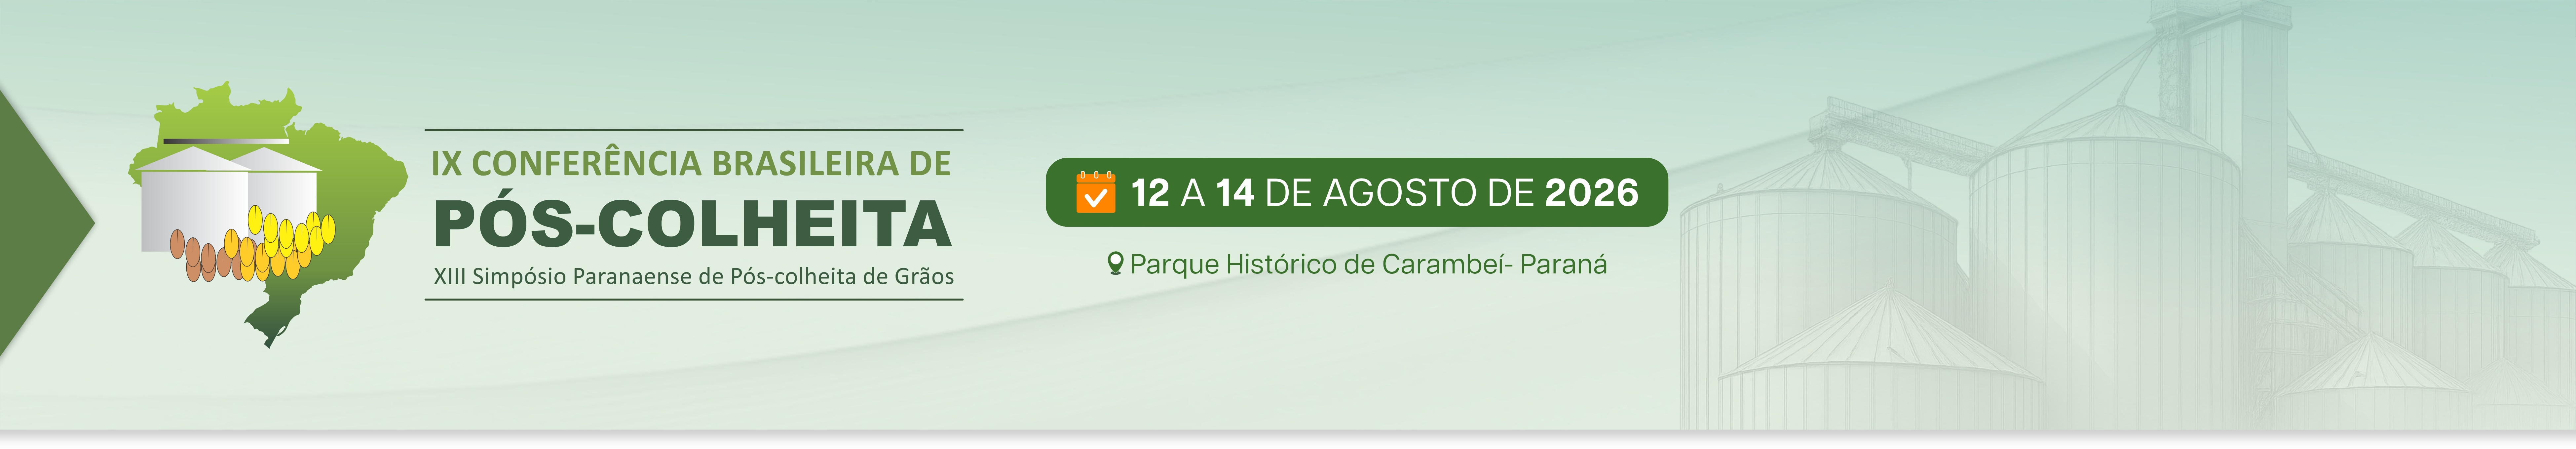 IX CONFERÊNCIA BRASILEIRA DE
PÓS-COLHEITA
XIII Simpósio Paranaense de Pós-colheita de Grãos
12 A 14 DE AGOSTO DE 2026
Parque Histórico de Carambeí- Paraná